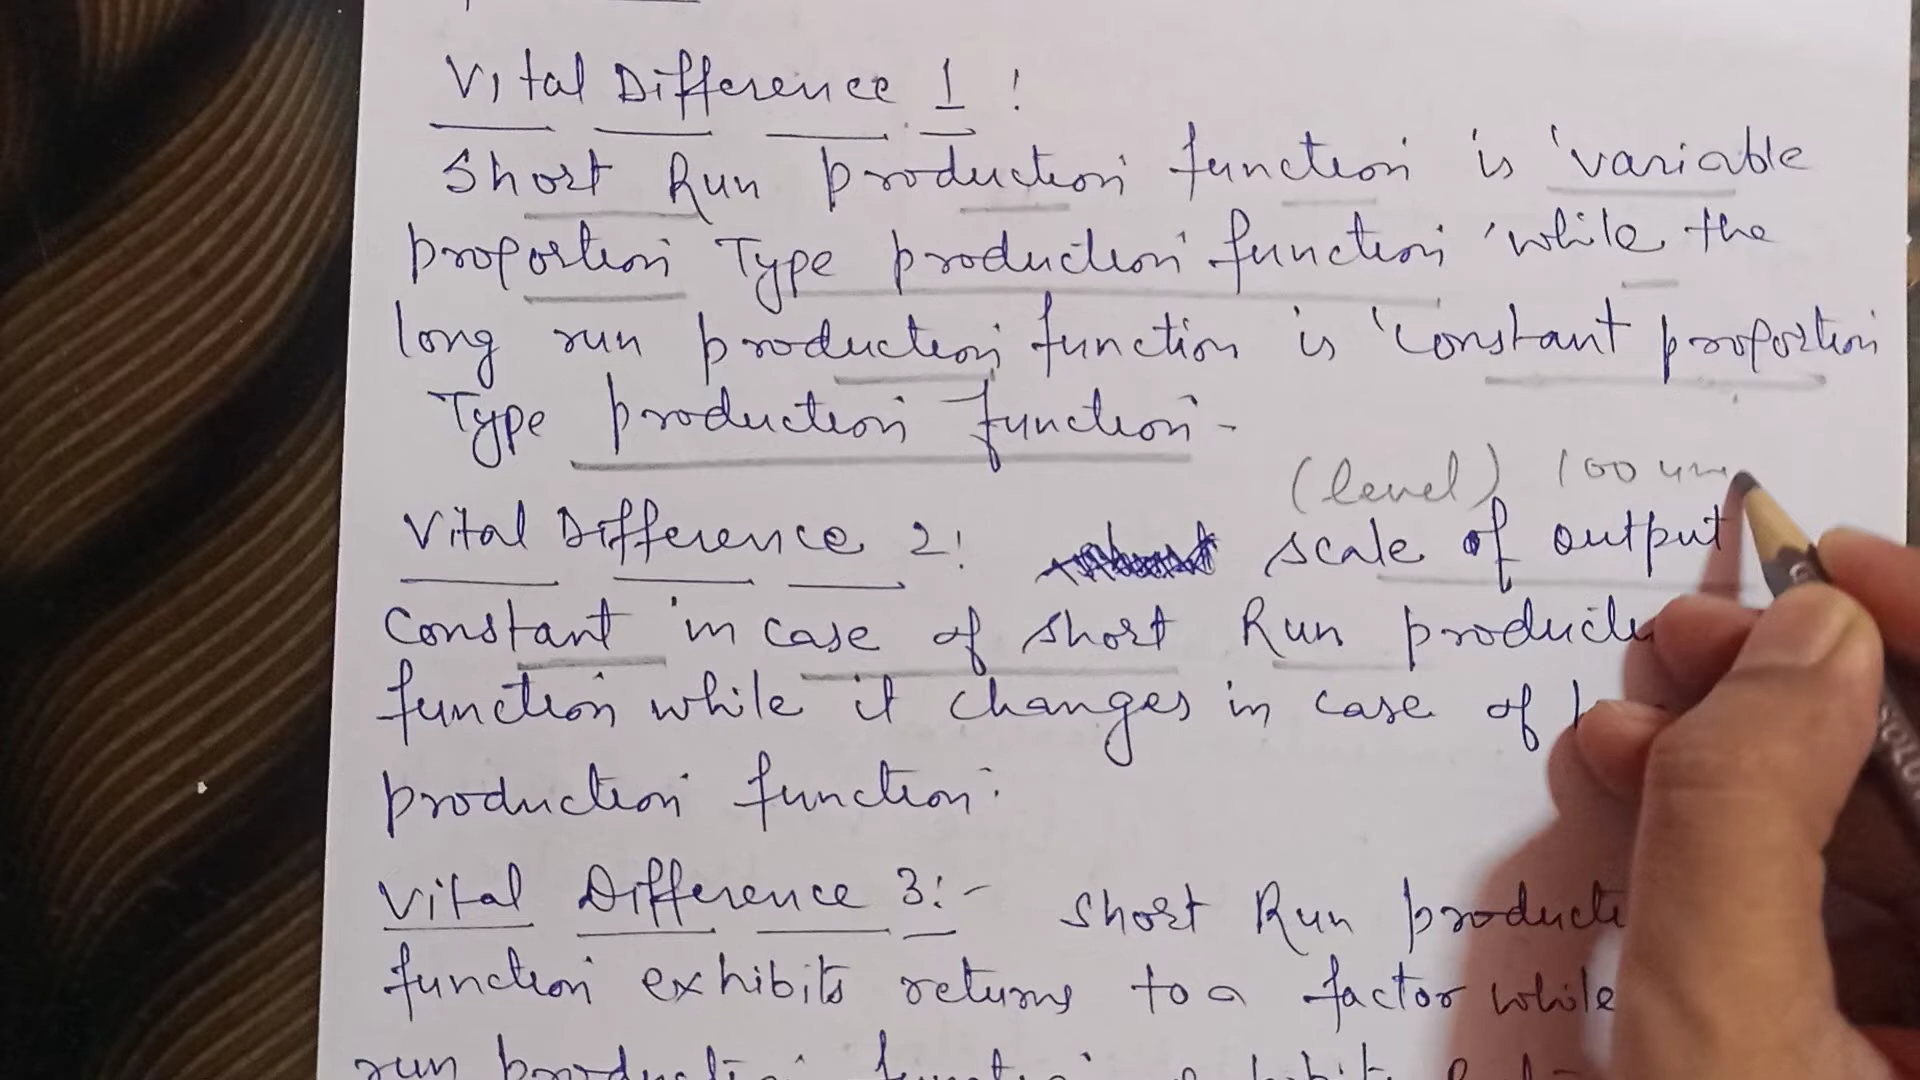 Vital Difference 1 :
Short Run production function is 'variable
proportion Type production function' while the
long run production function is 'constant proportion
Type production function -
(level) 100
Vital Difference 2: scale of output
constant in case of short Run
function while it changes in case of
production function.
Vital Difference 3:- Short Run
function exhibits returns to a factor while
run